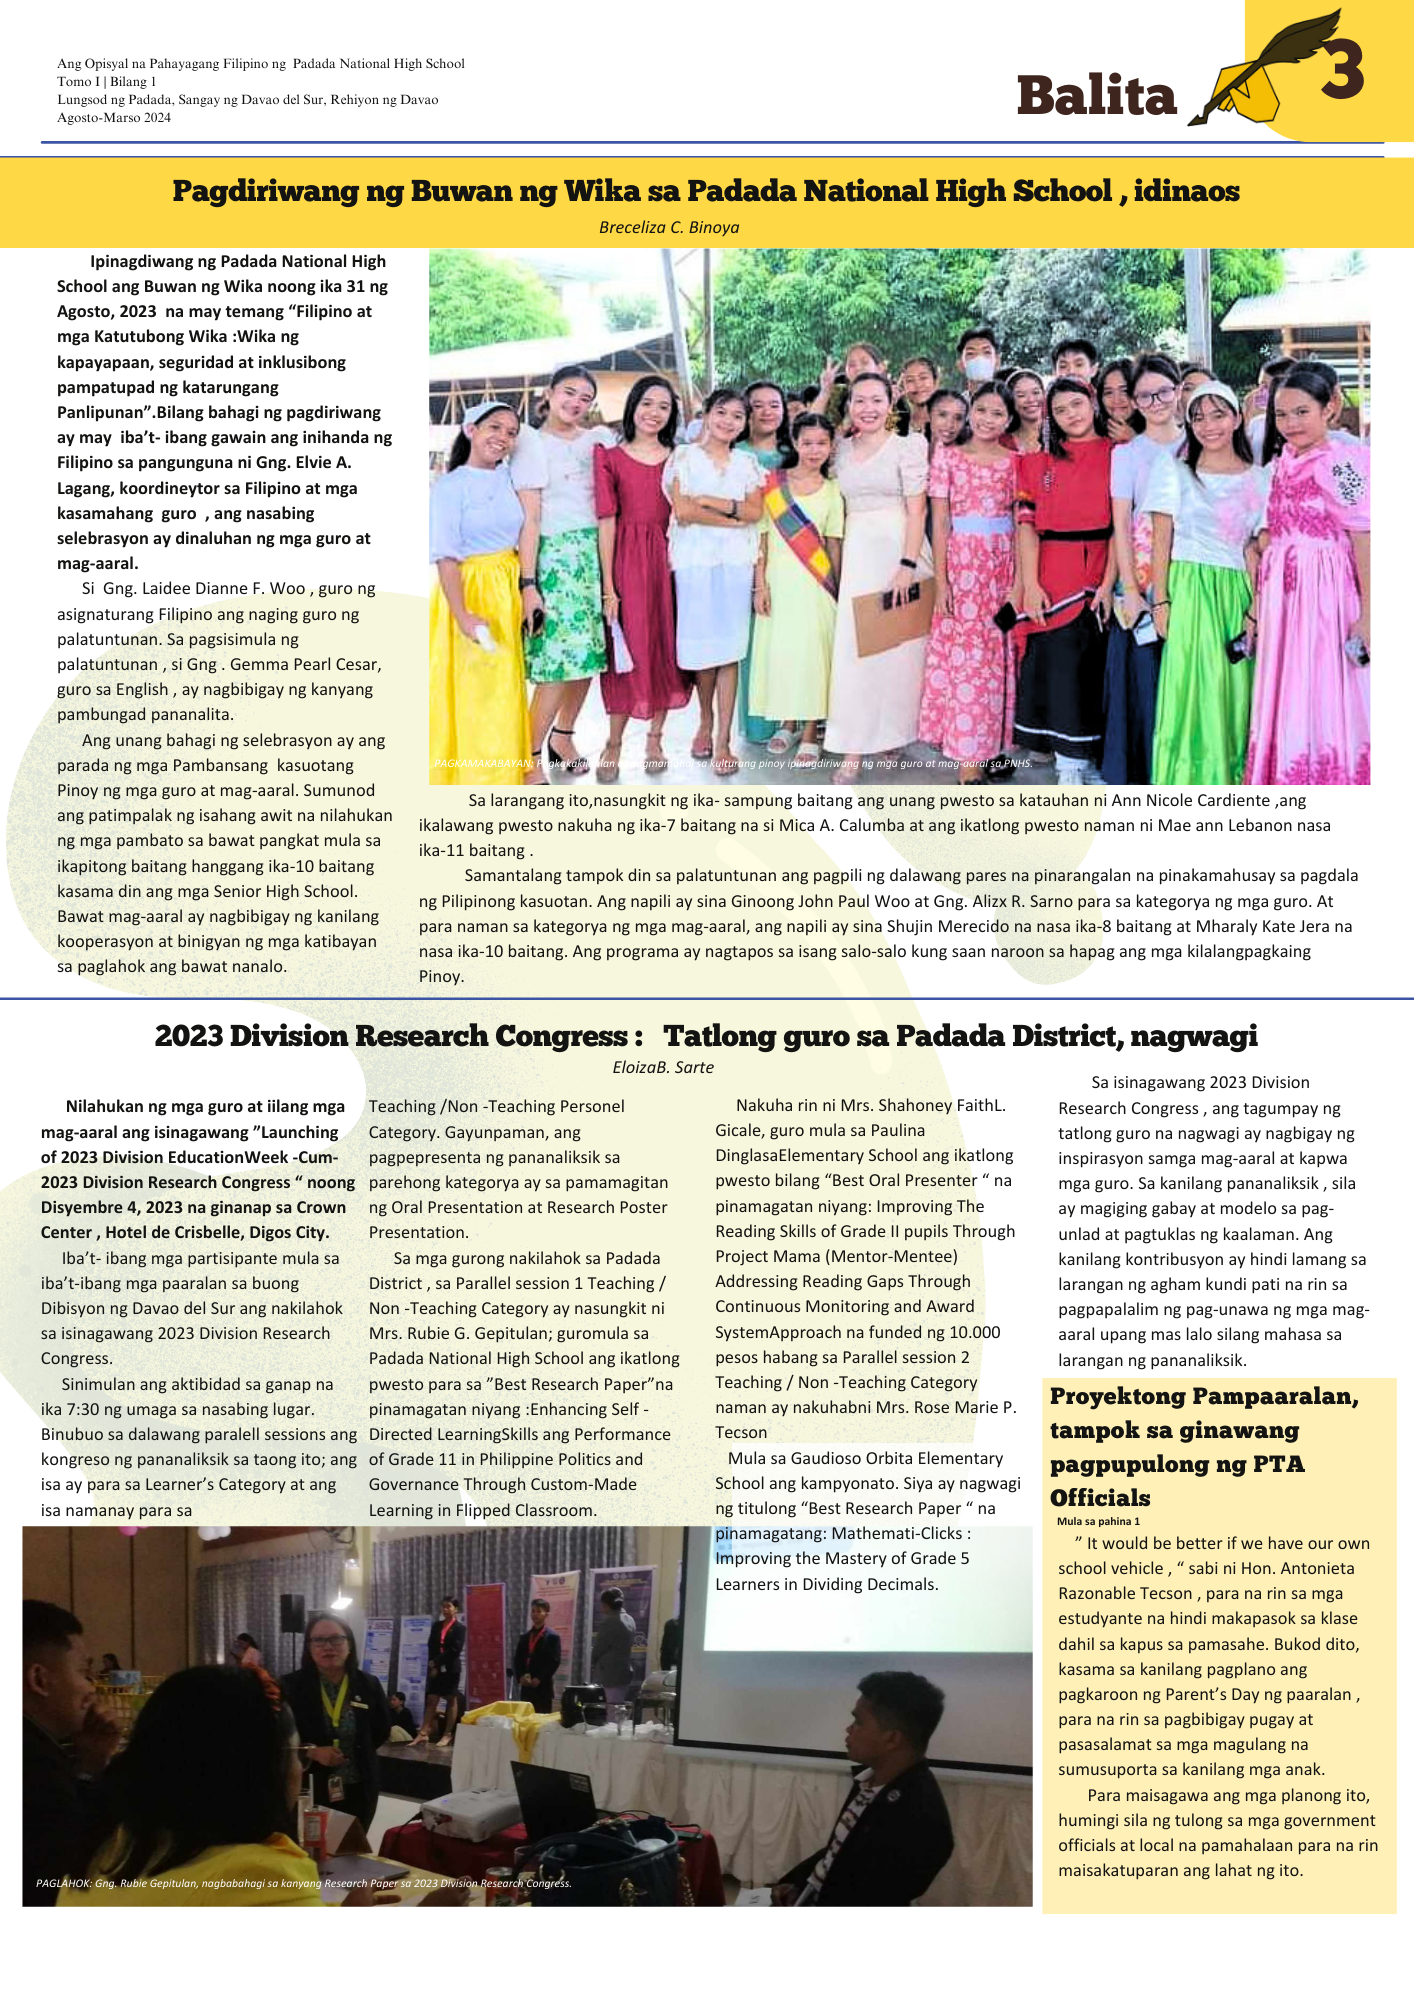 Ang Opisyal na Pahayagang Filipino ng  Padada National High School
Tomo I | Bilang 1
Lungsod ng Padada, Sangay ng Davao del Sur, Rehiyon ng Davao
Agosto-Marso 2024
Balita
3
Pagdiriwang ng Buwan ng Wika sa Padada National High School , idinaos
Breceliza C. Binoya
Ipinagdiwang ng Padada National High
School ang Buwan ng Wika noong ika 31 ng
Agosto, 2023  na may temang “Filipino at
mga Katutubong Wika :Wika ng
kapayapaan, seguridad at inklusibong
pampatupad ng katarungang
Panlipunan”.Bilang bahagi ng pagdiriwang
ay may  iba’t- ibang gawain ang inihanda ng
Filipino sa pangunguna ni Gng. Elvie A.
Lagang, koordineytor sa Filipino at mga
kasamahang  guro  , ang nasabing
selebrasyon ay dinaluhan ng mga guro at
mag-aaral.
Si  Gng. Laidee Dianne F. Woo , guro ng
asignaturang Filipino ang naging guro ng
palatuntunan. Sa pagsisimula ng
palatuntunan , si Gng . Gemma Pearl Cesar,
guro sa English , ay nagbibigay ng kanyang
pambungad pananalita.
Ang unang bahagi ng selebrasyon ay ang
parada ng mga Pambansang  kasuotang
Pinoy ng mga guro at mag-aaral. Sumunod
ang patimpalak ng isahang awit na nilahukan
ng mga pambato sa bawat pangkat mula sa
ikapitong baitang hanggang ika-10 baitang
kasama din ang mga Senior High School.
Bawat mag-aaral ay nagbibigay ng kanilang
kooperasyon at binigyan ng mga katibayan
sa paglahok ang bawat nanalo.
PAGKAMAKABAYAN: sa kulturang pinoy ipinagdiriwang ng mga guro at mag-aaral sa PNHS.
Sa larangang ito,nasungkit ng ika- sampung baitang ang unang pwesto sa katauhan ni Ann Nicole Cardiente ,ang
ikalawang pwesto nakuha ng ika-7 baitang na si Mica A. Calumba at ang ikatlong pwesto naman ni Mae ann Lebanon nasa
ika-11 baitang .
Samantalang tampok din sa palatuntunan ang pagpili ng dalawang pares na pinarangalan na pinakamahusay sa pagdala
ng Pilipinong kasuotan. Ang napili ay sina Ginoong John Paul Woo at Gng. Alizx R. Sarno para sa kategorya ng mga guro. At
para naman sa kategorya ng mga mag-aaral, ang napili ay sina Shujin Merecido na nasa ika-8 baitang at Mharaly Kate Jera na
nasa ika-10 baitang. Ang programa ay nagtapos sa isang salo-salo kung saan naroon sa hapag ang mga kilalangpagkaing
Pinoy.
2023 Division Research Congress :   Tatlong guro sa Padada District, nagwagi
EloizaB. Sarte
Nilahukan ng mga guro at iilang mga
mag-aaral ang isinagawang ”Launching
of 2023 Division EducationWeek -Cum-
2023 Division Research Congress “ noong
Disyembre 4, 2023 na ginanap sa Crown
Center , Hotel de Crisbelle, Digos City.
Iba’t- ibang mga partisipante mula sa
iba’t-ibang mga paaralan sa buong
Dibisyon ng Davao del Sur ang nakilahok
sa isinagawang 2023 Division Research
Congress.
Sinimulan ang aktibidad sa ganap na
ika 7:30 ng umaga sa nasabing lugar.
Binubuo sa dalawang paralell sessions ang
kongreso ng pananaliksik sa taong ito; ang
isa ay para sa Learner’s Category at ang
isa namanay para sa
Teaching /Non -Teaching Personel
Category. Gayunpaman, ang
pagpepresenta ng pananaliksik sa
parehong kategorya ay sa pamamagitan
ng Oral Presentation at Research Poster
Presentation.
Sa mga gurong nakilahok sa Padada
District , sa Parallel session 1 Teaching /
Non -Teaching Category ay nasungkit ni
Mrs. Rubie G. Gepitulan; guromula sa
Padada National High School ang ikatlong
pwesto para sa ”Best Research Paper”na
pinamagatan niyang :Enhancing Self -
Directed LearningSkills ang Performance
of Grade 11 in Philippine Politics and
Governance Through Custom-Made
Learning in Flipped Classroom.
Nakuha rin ni Mrs. Shahoney FaithL.
Gicale, guro mula sa Paulina
DinglasaElementary School ang ikatlong
pwesto bilang “Best Oral Presenter “ na
pinamagatan niyang: Improving The
Reading Skills of Grade II pupils Through
Project Mama (Mentor-Mentee)
Addressing Reading Gaps Through
Continuous Monitoring and Award
SystemApproach na funded ng 10.000
pesos habang sa Parallel session 2
Teaching / Non -Teaching Category
naman ay nakuhabni Mrs. Rose Marie P.
Tecson
Mula sa Gaudioso Orbita Elementary
School ang kampyonato. Siya ay nagwagi
ng titulong “Best Research Paper “ na
pinamagatang: Mathemati-Clicks :
Improving the Mastery of Grade 5
Learners in Dividing Decimals.
Sa isinagawang 2023 Division
Research Congress , ang tagumpay ng
tatlong guro na nagwagi ay nagbigay ng
inspirasyon samga mag-aaral at kapwa
mga guro. Sa kanilang pananaliksik , sila
ay magiging gabay at modelo sa pag-
unlad at pagtuklas ng kaalaman. Ang
kanilang kontribusyon ay hindi lamang sa
larangan ng agham kundi pati na rin sa
pagpapalalim ng pag-unawa ng mga mag-
aaral upang mas lalo silang mahasa sa
larangan ng pananaliksik.
PAGLAHOK: Gng. Rubie Gepitulan, nagbabahagi sa kanyang Research Paper sa 2023 Division Research Congress.
Proyektong Pampaaralan,
tampok sa ginawang
pagpupulong ng PTA
Officials
Mula sa pahina 1
” It would be better if we have our own
school vehicle , “ sabi ni Hon. Antonieta
Razonable Tecson , para na rin sa mga
estudyante na hindi makapasok sa klase
dahil sa kapus sa pamasahe. Bukod dito,
kasama sa kanilang pagplano ang
pagkaroon ng Parent’s Day ng paaralan ,
para na rin sa pagbibigay pugay at
pasasalamat sa mga magulang na
sumusuporta sa kanilang mga anak.
Para maisagawa ang mga planong ito,
humingi sila ng tulong sa mga government
officials at local na pamahalaan para na rin
maisakatuparan ang lahat ng ito.